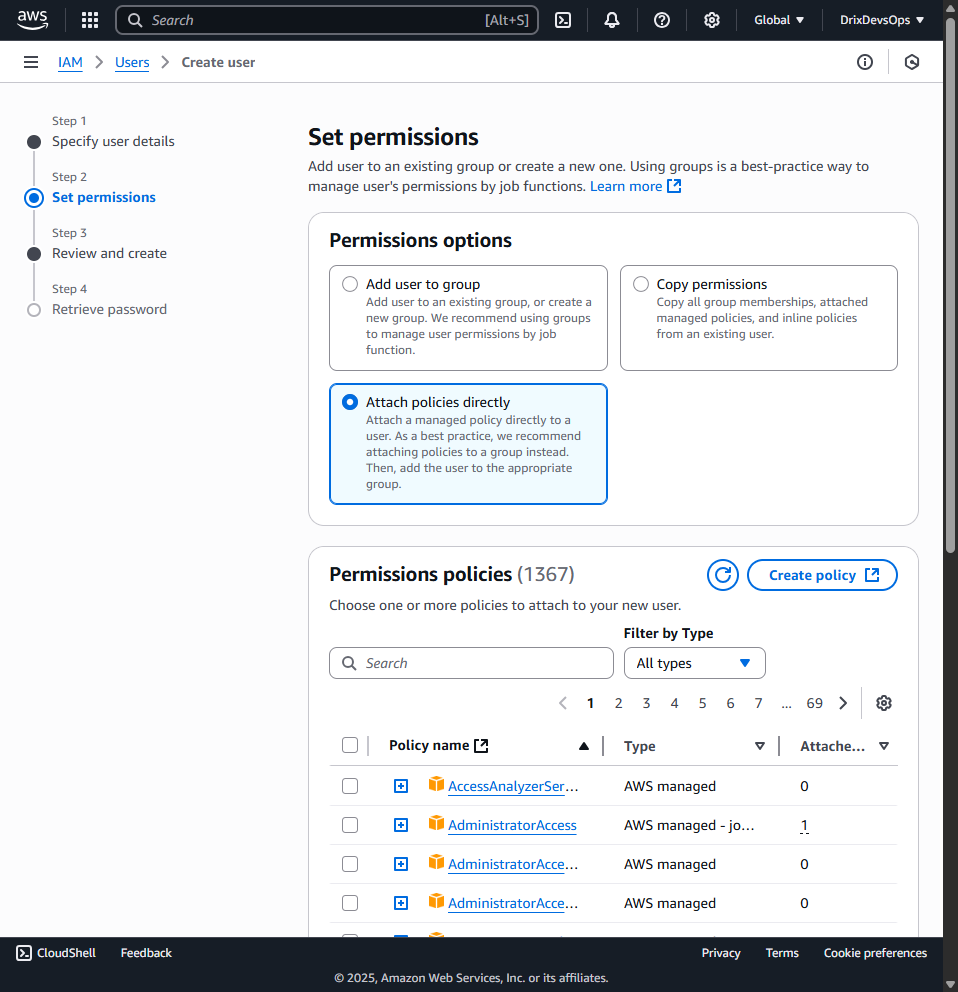 aws
Search [Alt+S]
Global
DrixDevsOps
IAM > Users > Create user
Step 1
Specify user details
Step 2
Set permissions
Step 3
Review and create
Step 4
Retrieve password
Set permissions
Add user to an existing group or create a new one. Using groups is a best-practice way to
manage user's permissions by job functions. Learn more
Permissions options
Add user to group
Add user to an existing group, or create a
new group. We recommend using groups
to manage user permissions by job
function.
Copy permissions
Copy all group memberships, attached
managed policies, and inline policies
from an existing user.
Attach policies directly
Attach a managed policy directly to a
user. As a best practice, we recommend
attaching policies to a group instead.
Then, add the user to the appropriate
group.
Permissions policies (1367)
Create policy
Choose one or more policies to attach to your new user.
Filter by Type
Search
All types
1 2 3 4 5 6 7 ... 69
Policy name Type Attache...
AccessAnalyzerSer... AWS managed 0
AdministratorAccess AWS managed - jo... 1
AdministratorAcce... AWS managed 0
AdministratorAcce... AWS managed 0
CloudShell Feedback Privacy Terms Cookie preferences
© 2025, Amazon Web Services, Inc. or its affiliates.